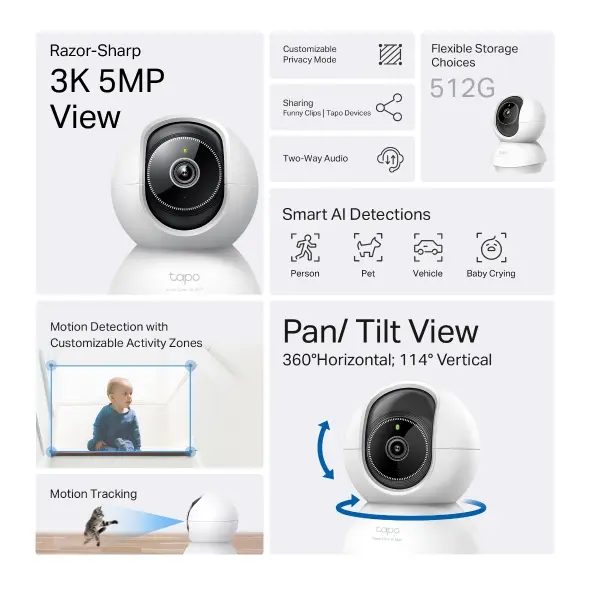 Razor-Sharp
3K 5MP
View
tapo
Customizable
Privacy Mode
Sharing
Funny Clips | Tapo Devices
Two-Way Audio
Flexible Storage
Choices
512G
Smart AI Detections
Person
Pet
Vehicle
Baby Crying
Motion Detection with
Customizable Activity Zones
Motion Tracking
Pan/ Tilt View
360°Horizontal; 114° Vertical
tapo